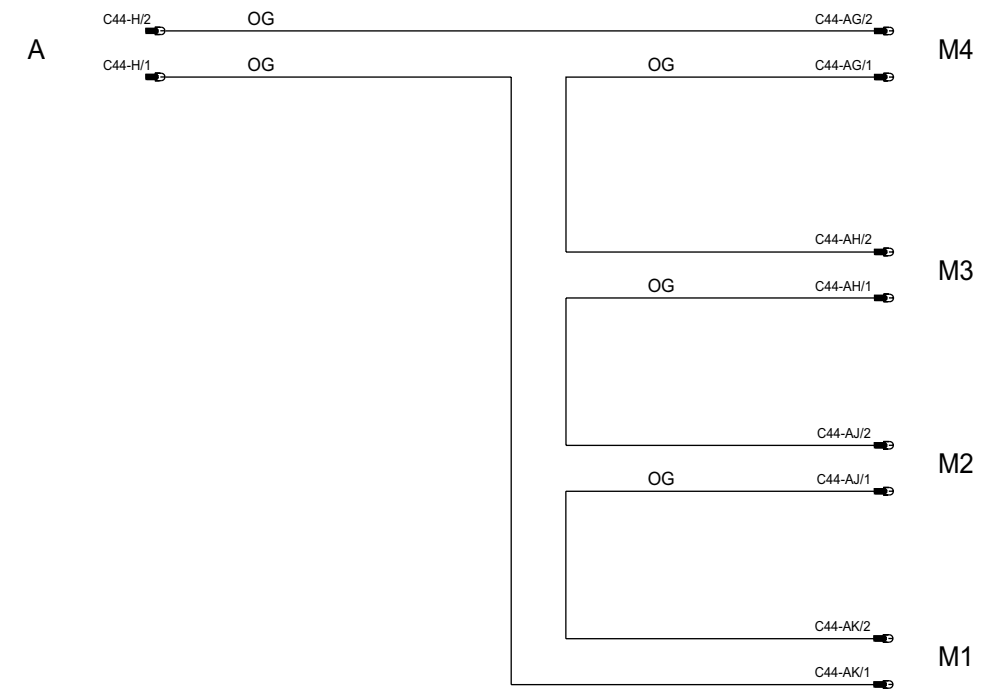 C44-H/2 OG C44-AG/2
A M4
C44-H/1 OG OG C44-AG/1
C44-AH/2
M3
OG C44-AH/1
C44-AJ/2
M2
OG C44-AJ/1
C44-AK/2
M1
C44-AK/1